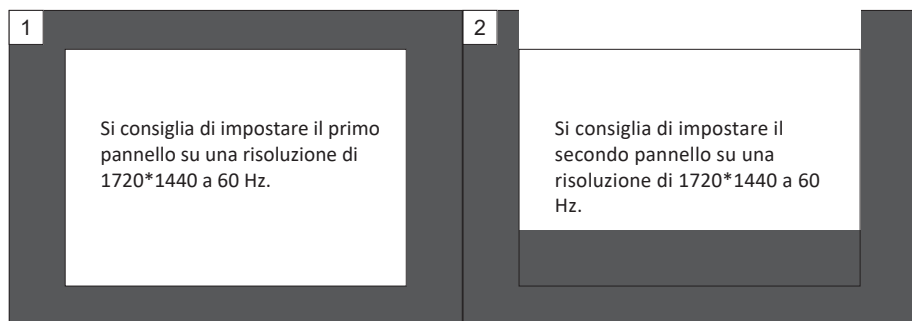 1
Si consiglia di impostare il primo
pannello su una risoluzione di
1720*1440 a 60 Hz.
2
Si consiglia di impostare il
secondo pannello su una
risoluzione di 1720*1440 a 60
Hz.